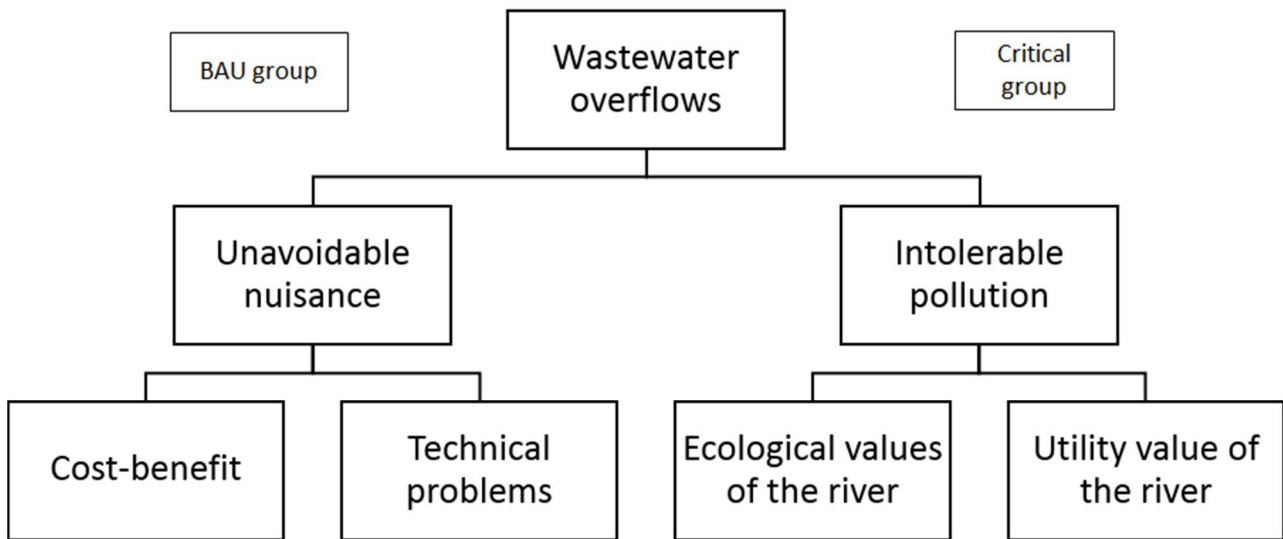 BAU group
Wastewater
overflows
Critical
group
Unavoidable
nuisance
Intolerable
pollution
Cost-benefit
Technical
problems
Ecological values
of the river
Utility value of
the river